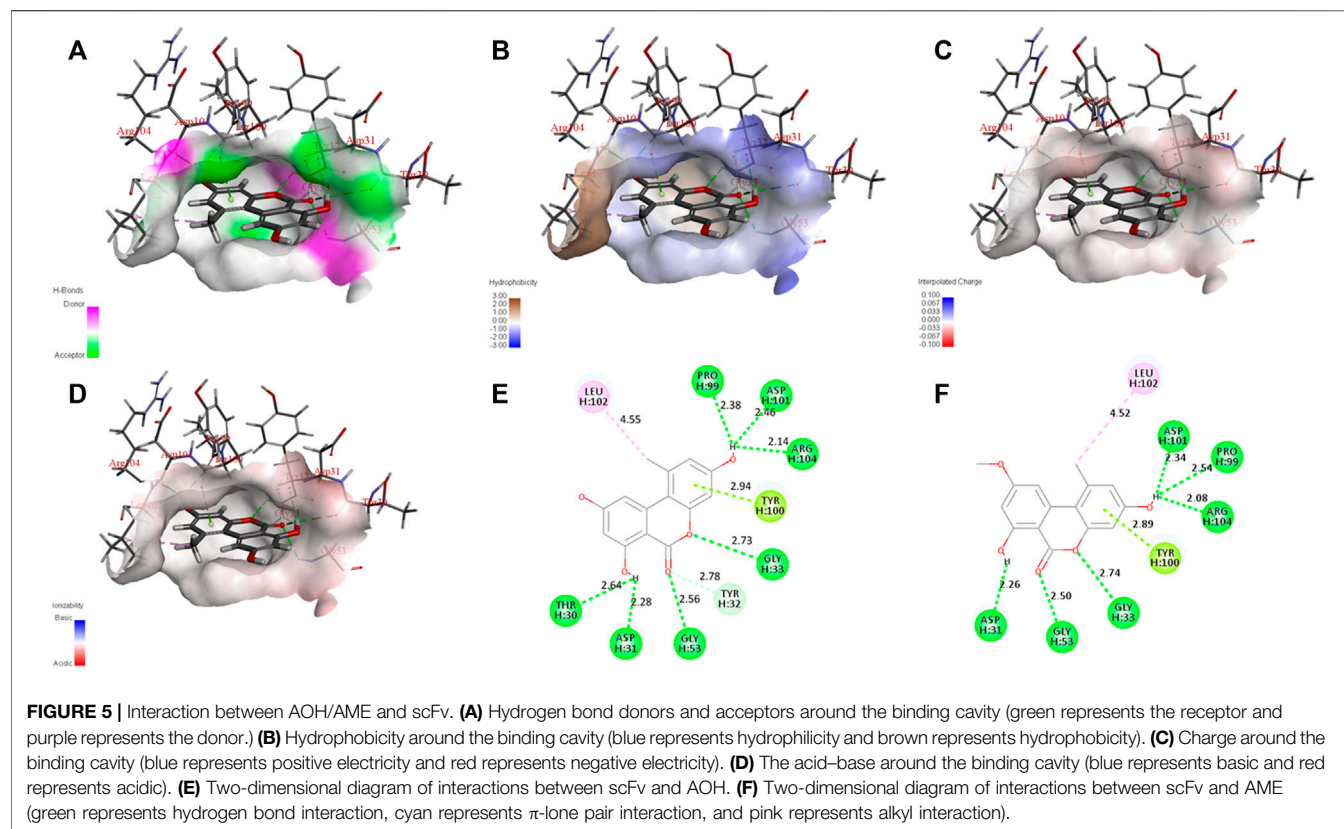 A
B
C
Arg104
Asp101
Asp31
Gly53
H-Bonds
Donor
Acceptor
Hydrophobicity
3.00
2.00
1.00
0.00
-1.00
-2.00
-3.00
Arg104
Asp31
Interpolated Charge
0.100
0.067
0.033
0.000
-0.033
-0.067
-0.100
D
Arg104
Asp31
Ionizability
Basic
Acidic
E
LEU
H:102
PRO
H:99
ASP
H:101
ARG
H:104
TYR
H:100
GLY
H:33
TYR
H:32
GLY
H:53
ASP
H:31
THR
H:30
4.55
2.38
2.46
2.14
2.94
2.73
2.78
2.56
2.28
2.64
H
O
O
O
O
O
H
F
LEU
H:102
ASP
H:101
PRO
H:99
ARG
H:104
TYR
H:100
GLY
H:33
GLY
H:53
ASP
H:31
4.52
2.34
2.54
2.08
2.89
2.74
2.50
2.26
O
O
H
O
O
O
H
FIGURE 5 | Interaction between AOH/AME and scFv. (A) Hydrogen bond donors and acceptors around the binding cavity (green represents the receptor and
purple represents the donor.) (B) Hydrophobicity around the binding cavity (blue represents hydrophilicity and brown represents hydrophobicity). (C) Charge around the
binding cavity (blue represents positive electricity and red represents negative electricity). (D) The acid–base around the binding cavity (blue represents basic and red
represents acidic). (E) Two-dimensional diagram of interactions between scFv and AOH. (F) Two-dimensional diagram of interactions between scFv and AME
(green represents hydrogen bond interaction, cyan represents π-lone pair interaction, and pink represents alkyl interaction).